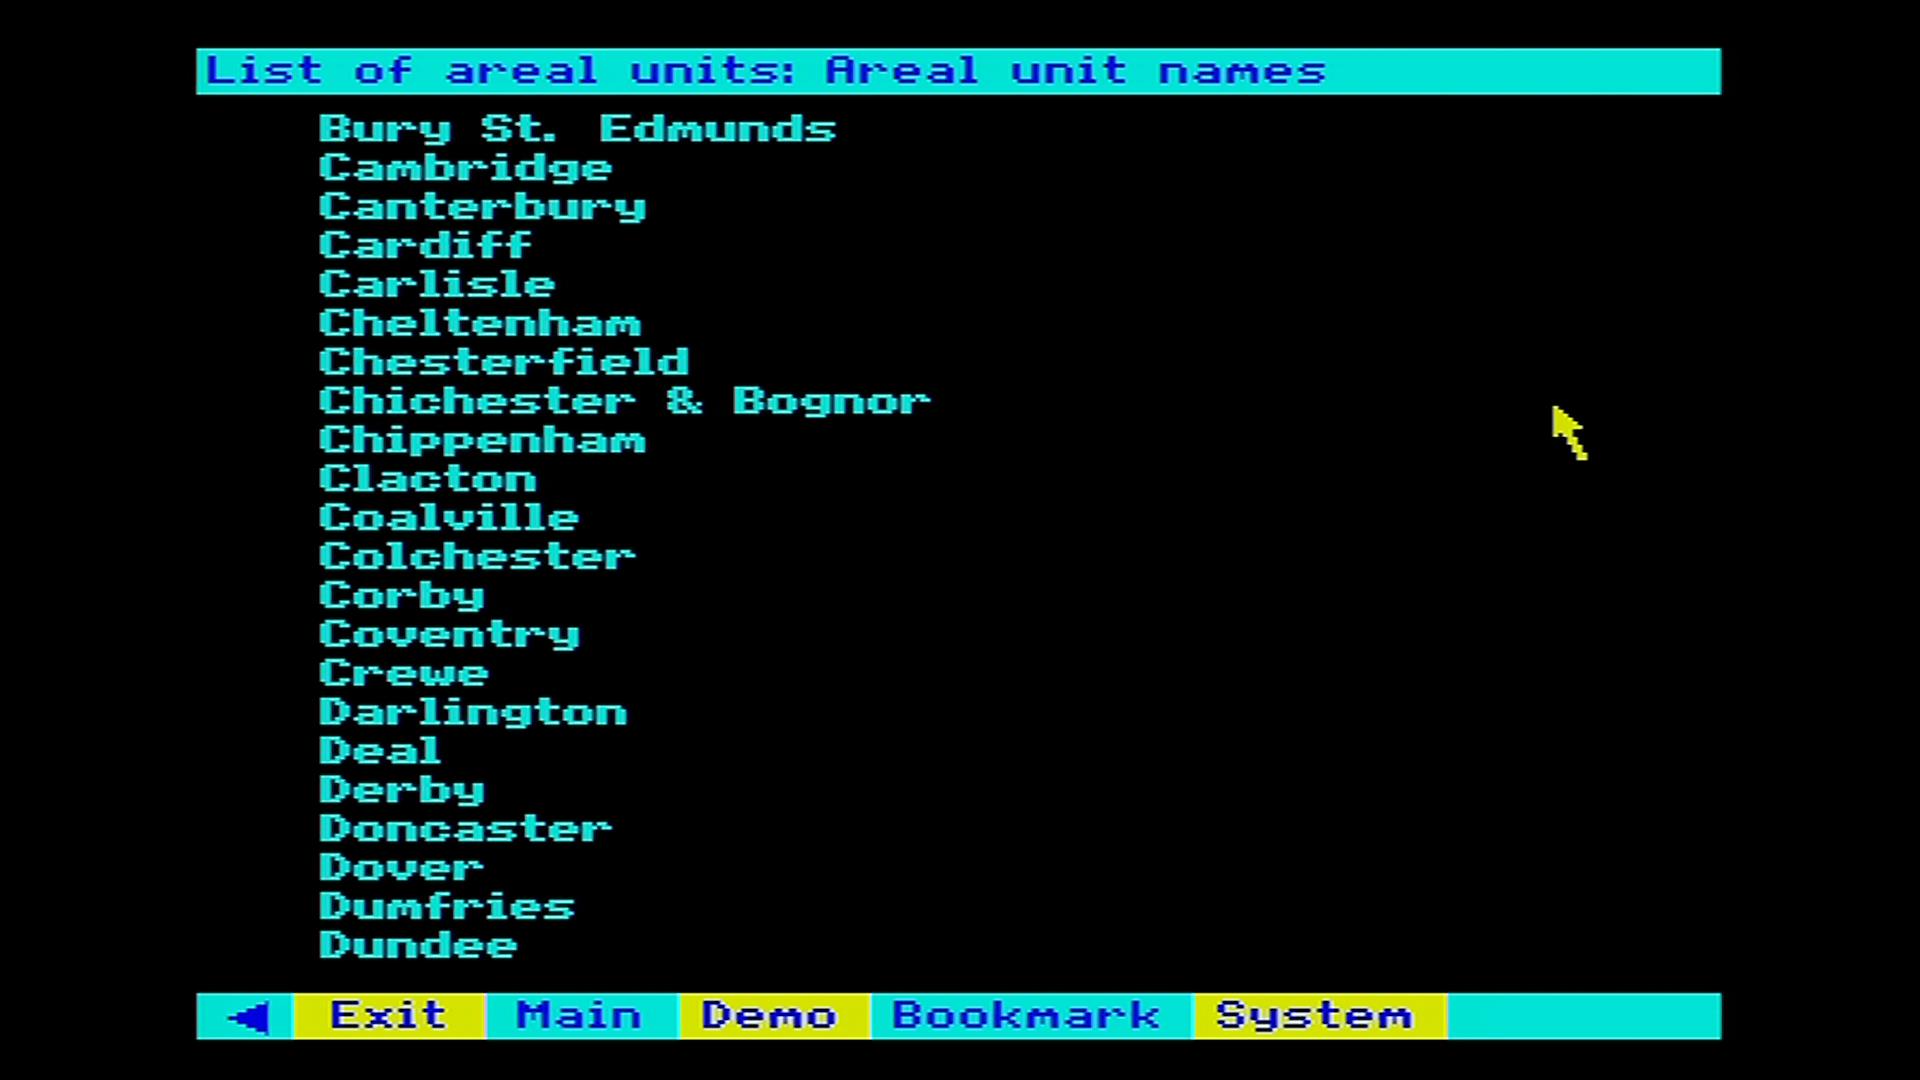 List of areal units: Areal unit names
Bury St. Edmunds
Cambridge
Canterbury
Cardiff
Carlisle
Cheltenham
Chesterfield
Chichester & Bognor
Chippenham
Clacton
Coalville
Colchester
Corby
Coventry
Crewe
Darlington
Deal
Derby
Doncaster
Dover
Dumfries
Dundee
Exit Main Demo Bookmark System